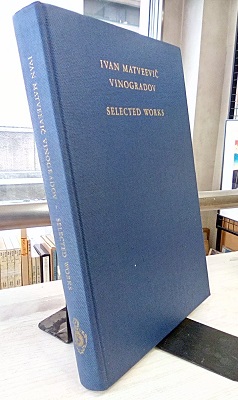 IVAN MATVEEVIČ
VINOGRADOV
SELECTED WORKS
IVAN MATVEEVIČ VINOGRADOV - SELECTED WORKS